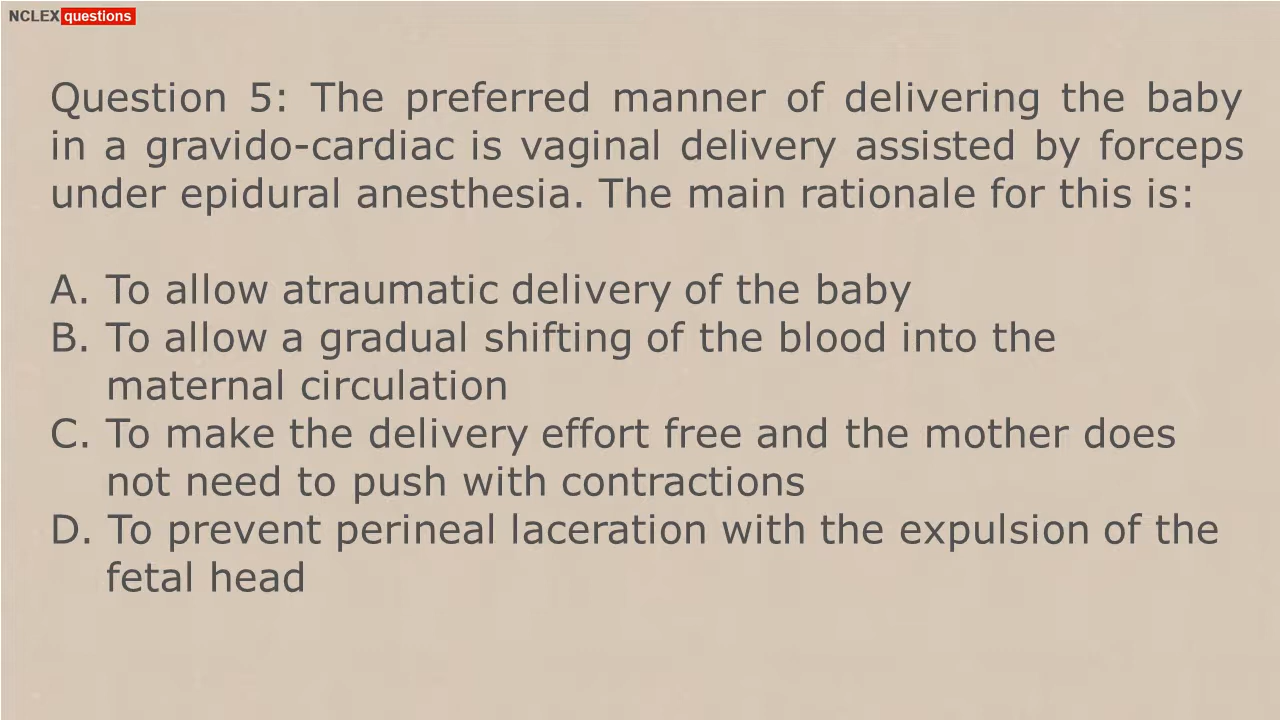 NCLEX questions
Question 5: The preferred manner of delivering the baby
in a gravido-cardiac is vaginal delivery assisted by forceps
under epidural anesthesia. The main rationale for this is:
A. To allow atraumatic delivery of the baby
B. To allow a gradual shifting of the blood into the
maternal circulation
C. To make the delivery effort free and the mother does
not need to push with contractions
D. To prevent perineal laceration with the expulsion of the
fetal head